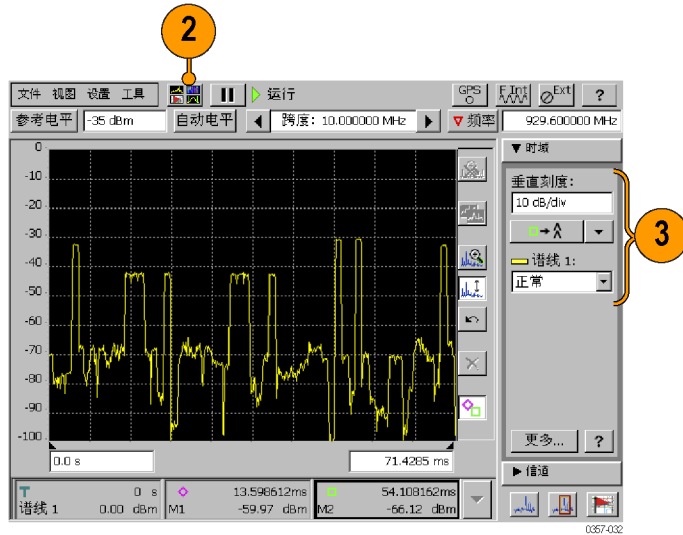 2
文件 视图 设置 工具 运行 GPS F.Int Ext ?
参考电平 -35 dBm 自动电平 跨度: 10.000000 MHz 频率 929.600000 MHz
0
-10
-20
-30
-40
-50
-60
-70
-80
-90
-100
0.0 s 71.4285 ms
时域
垂直刻度:
10 dB/div
谱线 1:
正常
3
更多... ?
信道
T 0 s 13.598612ms 54.108162ms
谱线 1 0.00 dBm M1 -59.97 dBm M2 -66.12 dBm
0357-032